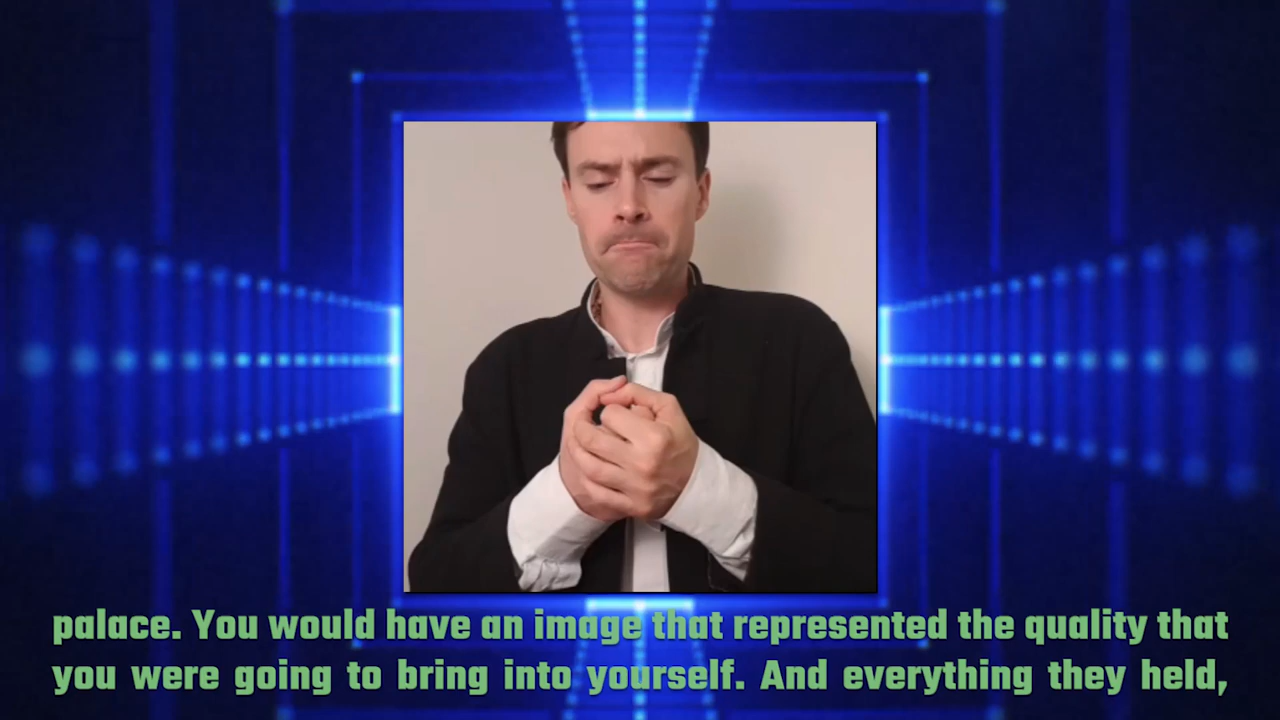 palace. You would have an image that represented the quality that
you were going to bring into yourself. And everything they held,